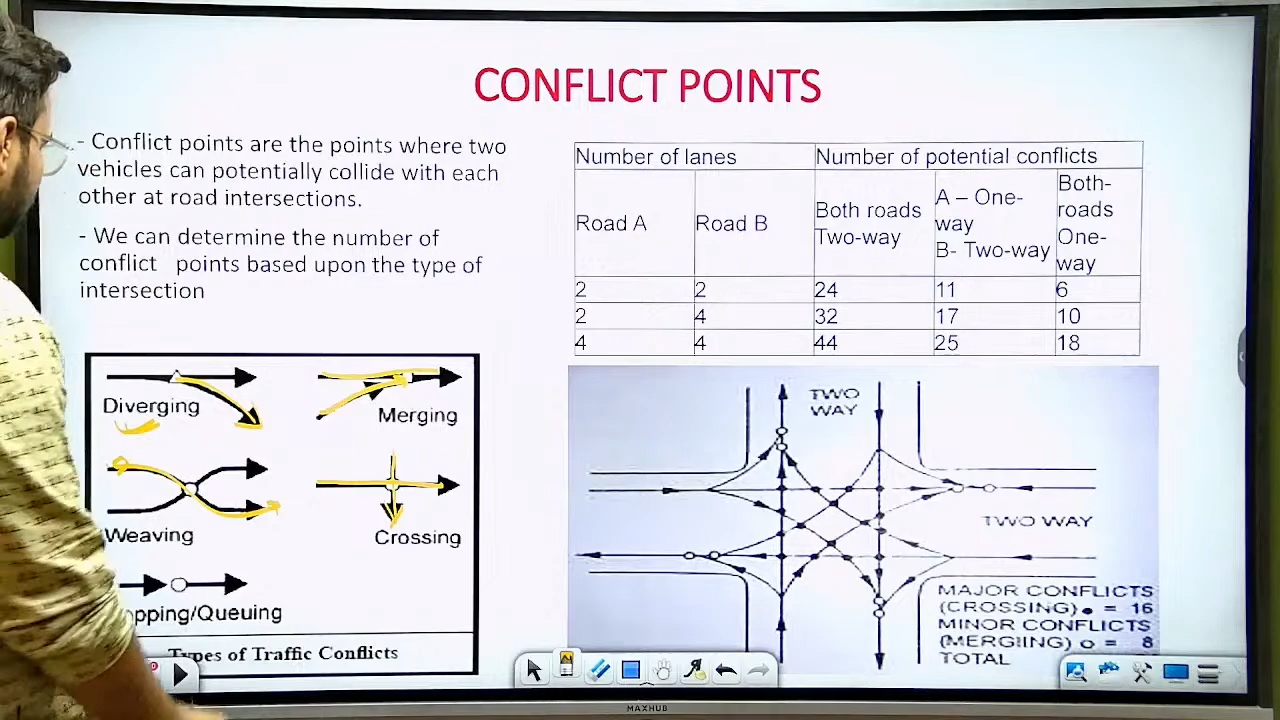 CONFLICT POINTS
- Conflict points are the points where two
vehicles can potentially collide with each
other at road intersections.
- We can determine the number of
conflict points based upon the type of
intersection
Number of lanes Number of potential conflicts
Road A Road B Both roads Two-way A – One-way B- Two-way Both-roads One-way
2 2 24 11 6
2 4 32 17 10
4 4 44 25 18
Diverging
Merging
Weaving
Crossing
pping/Queuing
Types of Traffic Conflicts
TWO
WAY
TWO WAY
MAJOR CONFLICTS
(CROSSING) = 16
MINOR CONFLICTS
= 8
TOTAL
MAXHUB